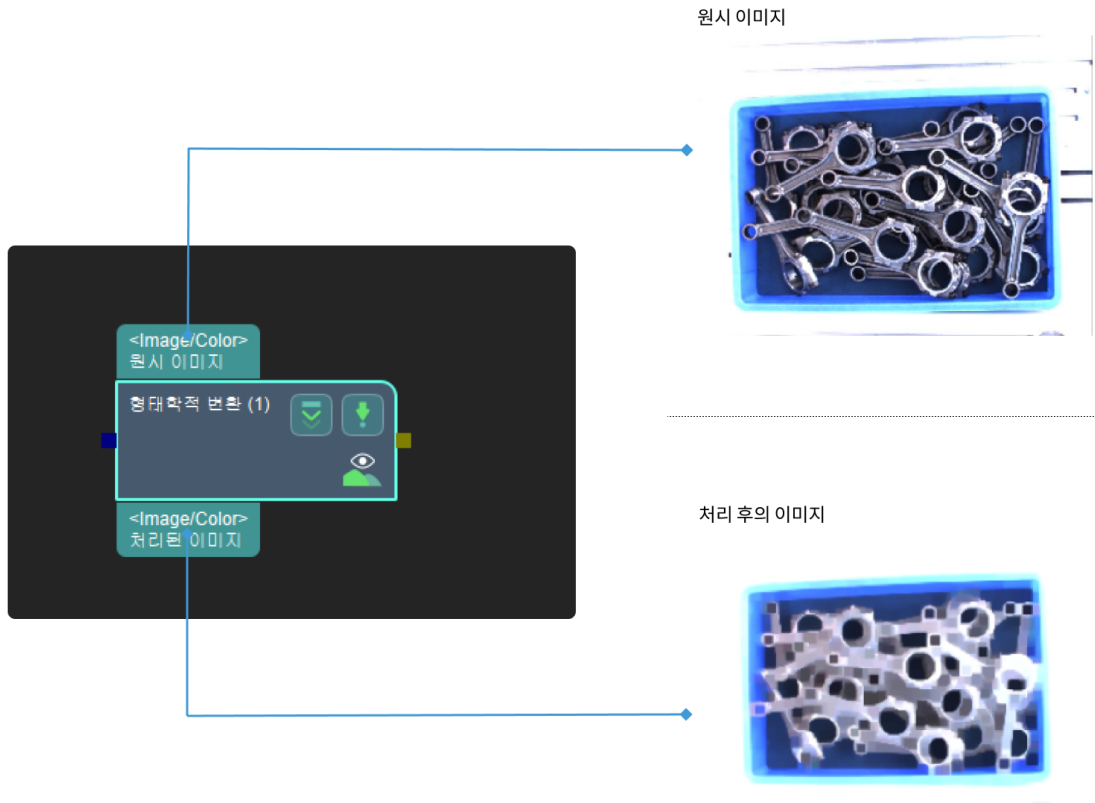 원시 이미지
<Image/Color>
원시 이미지
형태학적 변환 (1)
<Image/Color>
처리된 이미지
처리 후의 이미지